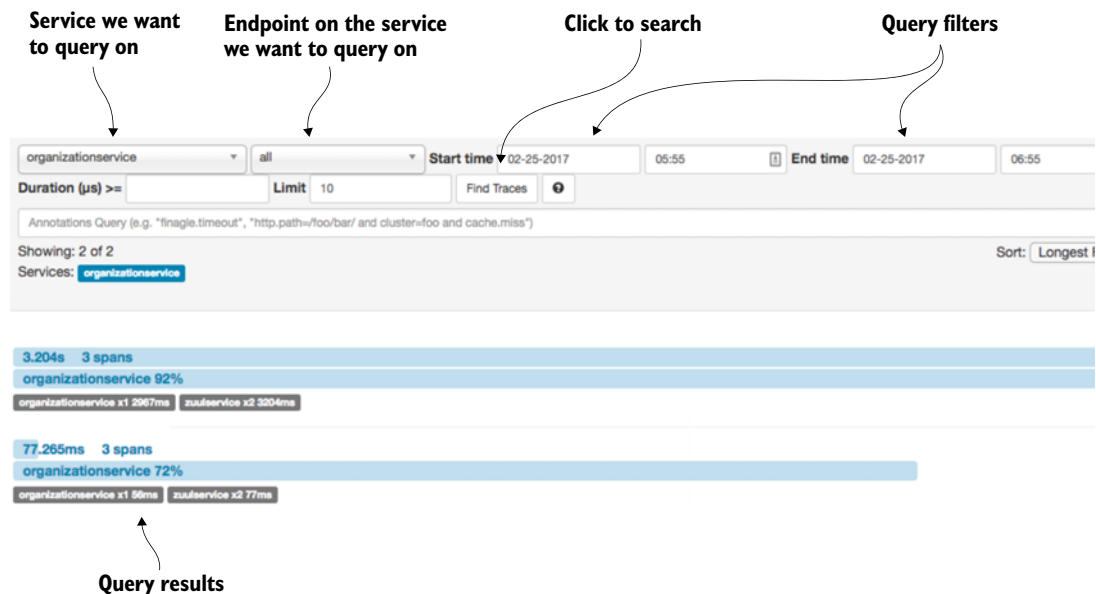 Service we want
to query on
Endpoint on the service
we want to query on
Click to search
Query filters
organizationservice all Start time 02-25-2017 05:55 End time 02-25-2017 06:55
Duration (μs) >= Limit 10 Find Traces ?
Annotations Query (e.g. "finagle.timeout", "http.path=/foo/bar/ and cluster=foo and cache.miss")
Showing: 2 of 2 Sort: Longest
Services: organizationservice
3.204s 3 spans
organizationservice 92%
organizationservice x1 2967ms zuulservice x2 3204ms
77.265ms 3 spans
organizationservice 72%
organizationservice x1 56ms zuulservice x2 77ms
Query results